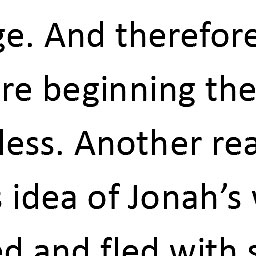 ge. And therefore
re beginning the
less. Another rea
s idea of Jonah’s v
ed and fled with s